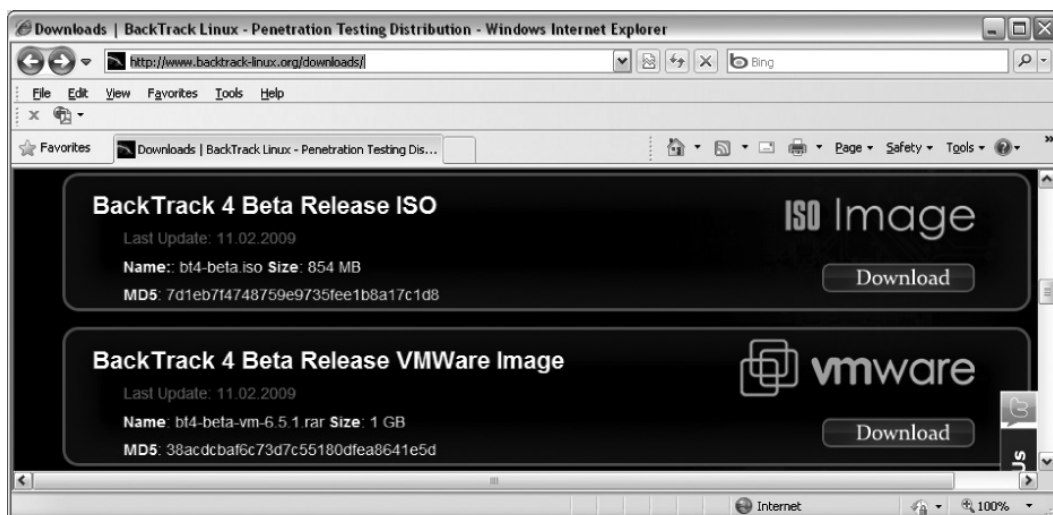 Downloads | BackTrack Linux - Penetration Testing Distribution - Windows Internet Explorer
http://www.backtrack-linux.org/downloads/
Bing
File Edit View Favorites Tools Help
Favorites
Downloads | BackTrack Linux - Penetration Testing Dis...
Page Safety Tools
BackTrack 4 Beta Release ISO
ISO Image
Last Update: 11.02.2009
Name:: bt4-beta.iso Size: 854 MB
Download
MD5: 7d1eb7f4748759e9735fee1b8a17c1d8
BackTrack 4 Beta Release VMWare Image
vmware
Last Update: 11.02.2009
Name: bt4-beta-vm-6.5.1.rar Size: 1 GB
Download
MD5: 38acdcbaf6c73d7c55180dfea8641e5d
Us
Internet
100%